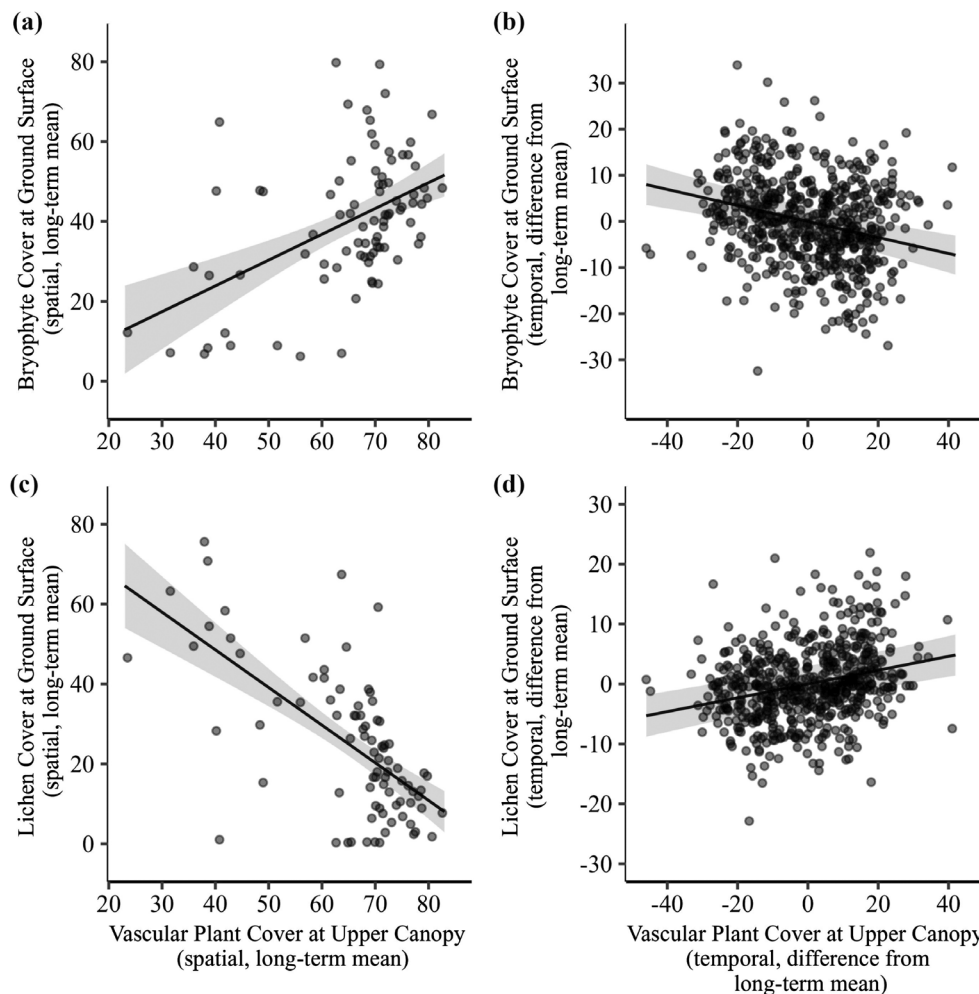 (a)
Bryophyte Cover at Ground Surface
(spatial, long-term mean)
80
60
40
20
0
20 30 40 50 60 70 80
(b)
Bryophyte Cover at Ground Surface
(temporal, difference from
long-term mean)
30
20
10
0
-10
-20
-30
-40 -20 0 20 40
(c)
Lichen Cover at Ground Surface
(spatial, long-term mean)
80
60
40
20
0
20 30 40 50 60 70 80
Vascular Plant Cover at Upper Canopy
(spatial, long-term mean)
(d)
Lichen Cover at Ground Surface
(temporal, difference from
long-term mean)
30
20
10
0
-10
-20
-30
-40 -20 0 20 40
Vascular Plant Cover at Upper Canopy
(temporal, difference from
long-term mean)